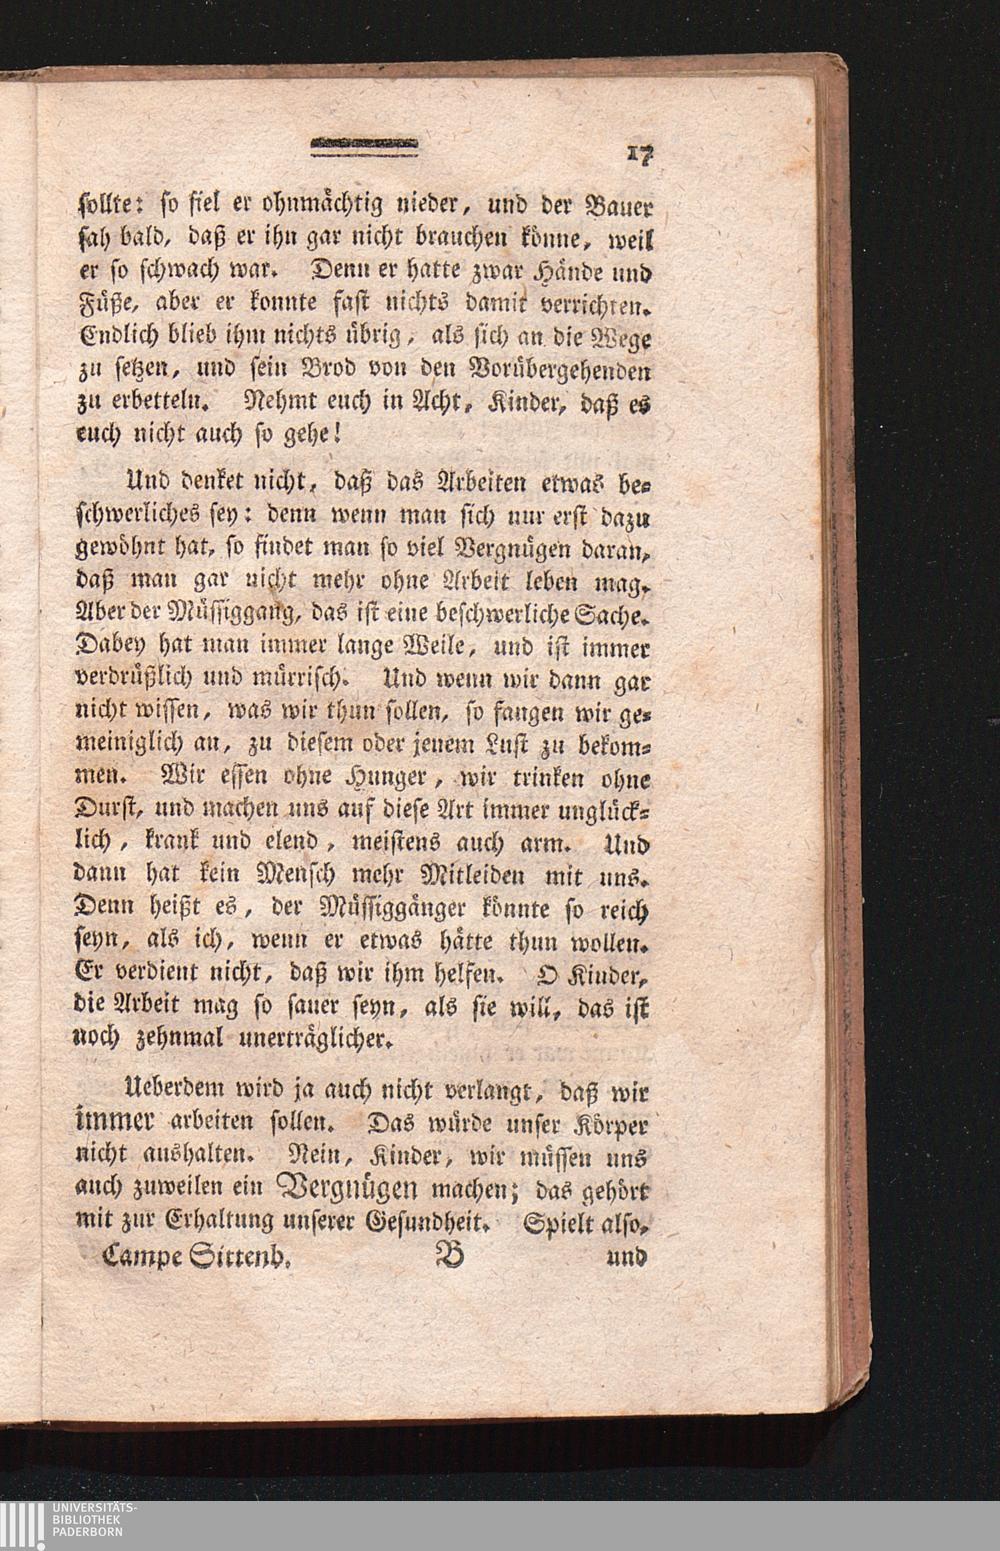 17
sollte: so fiel er ohnmächtig nieder, und der Bauer
sah bald, daß er ihn gar nicht brauchen könne, weil
er so schwach war. Denn er hatte zwar Hände und
Füße, aber er konnte fast nichts damit verrichten.
Endlich blieb ihm nichts übrig, als sich an die Wege
zu setzen, und sein Brod von den Vorübergehenden
zu erbetteln. Nehmt euch in Acht, Kinder, daß es
euch nicht auch so gehe!
Und denket nicht, daß das Arbeiten etwas be-
schwerliches sey: denn wenn man sich nur erst dazu
gewöhnt hat, so findet man so viel Vergnügen daran,
daß man gar nicht mehr ohne Arbeit leben mag.
Aber der Müssiggang, das ist eine beschwerliche Sache.
Dabey hat man immer lange Weile, und ist immer
verdrüßlich und mürrisch. Und wenn wir dann gar
nicht wissen, was wir thun sollen, so fangen wir ge-
meiniglich an, zu diesem oder jenem Lust zu bekom-
men. Wir essen ohne Hunger, wir trinken ohne
Durst, und machen uns auf diese Art immer unglück-
lich, krank und elend, meistens auch arm. Und
dann hat kein Mensch mehr Mitleiden mit uns.
Denn heißt es, der Müssiggänger könnte so reich
seyn, als ich, wenn er etwas hätte thun wollen.
Er verdient nicht, daß wir ihm helfen. O Kinder,
die Arbeit mag so sauer seyn, als sie will, das ist
noch zehnmal unerträglicher.
Ueberdem wird ja auch nicht verlangt, daß wir
immer arbeiten sollen. Das würde unser Körper
nicht aushalten. Nein, Kinder, wir müssen uns
auch zuweilen ein Vergnügen machen; das gehört
mit zur Erhaltung unserer Gesundheit. Spielt also,
Campe Sittenb. B und
UNIVERSITÄTS-
BIBLIOTHEK
PADERBORN